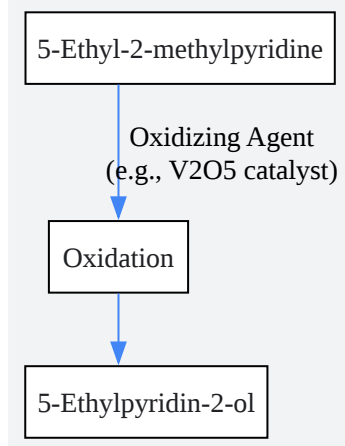 5-Ethyl-2-methylpyridine
Oxidizing Agent
(e.g., V2O5 catalyst)
Oxidation
5-Ethylpyridin-2-ol